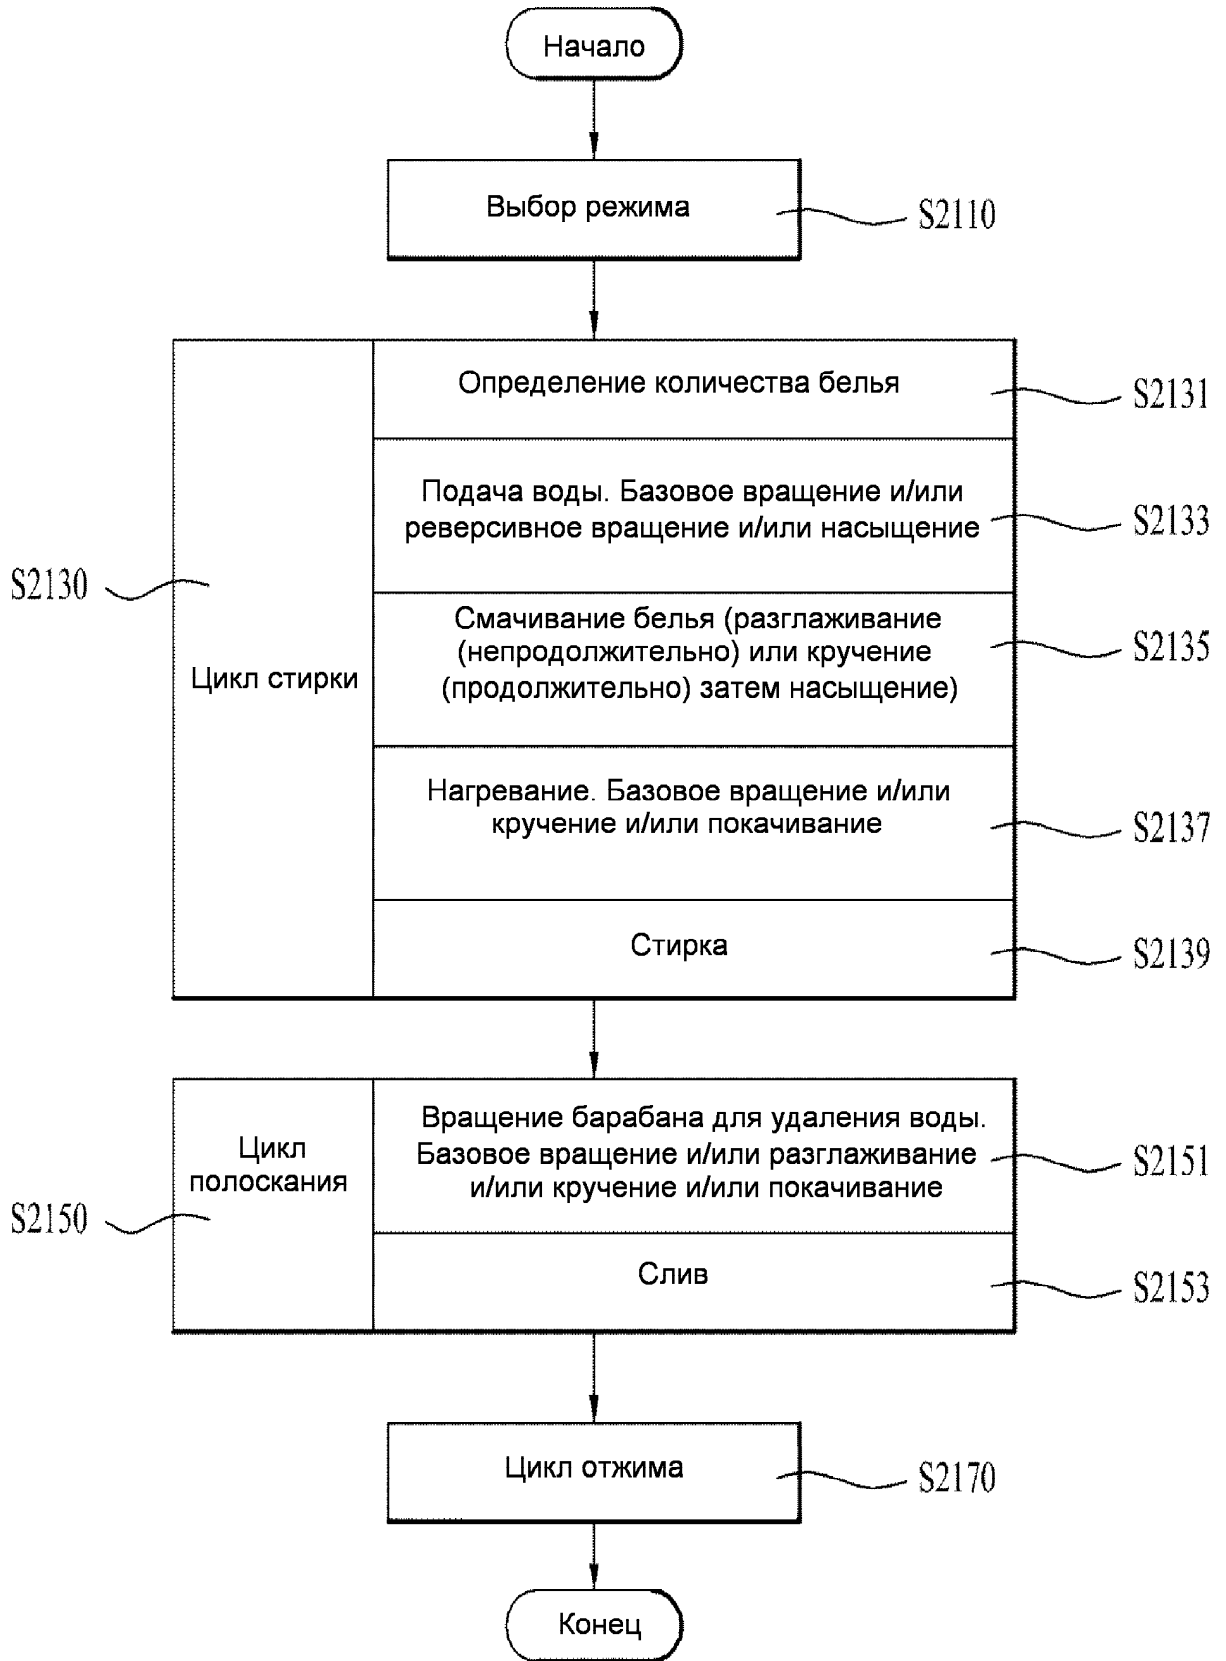 Начало
Выбор режима
S2110
Определение количества белья
S2131
Подача воды. Базовое вращение и/или
реверсивное вращение и/или насыщение
S2133
S2130
Цикл стирки
Смачивание белья (разглаживание
(непродолжительно) или кручение
(продолжительно) затем насыщение)
S2135
Нагревание. Базовое вращение и/или
кручение и/или покачивание
S2137
Стирка
S2139
Цикл
полоскания
S2150
Вращение барабана для удаления воды.
Базовое вращение и/или разглаживание
и/или кручение и/или покачивание
S2151
Слив
S2153
Цикл отжима
S2170
Конец